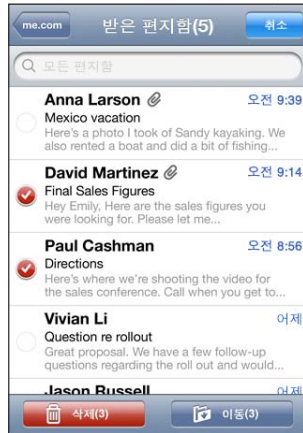 me.com 받은 편지함(5) 취소
모든 편지함
Anna Larson 오전 9:39
Mexico vacation
Here's a photo I took of Sandy kayaking. We
also rented a boat and did a bit of fishing...
David Martinez 오전 9:14
Final Sales Figures
Hey Emily, Here are the sales figures you
were looking for. Please let me...
Paul Cashman 오전 8:56
Directions
Here's where we're shooting the video for
the sales conference. Call when you get to...
Vivian Li 어제
Question re rollout
Great proposal. We have a few follow-up
questions regarding the roll out and would...
Jason Russell 어제
삭제(3) 이동(3)